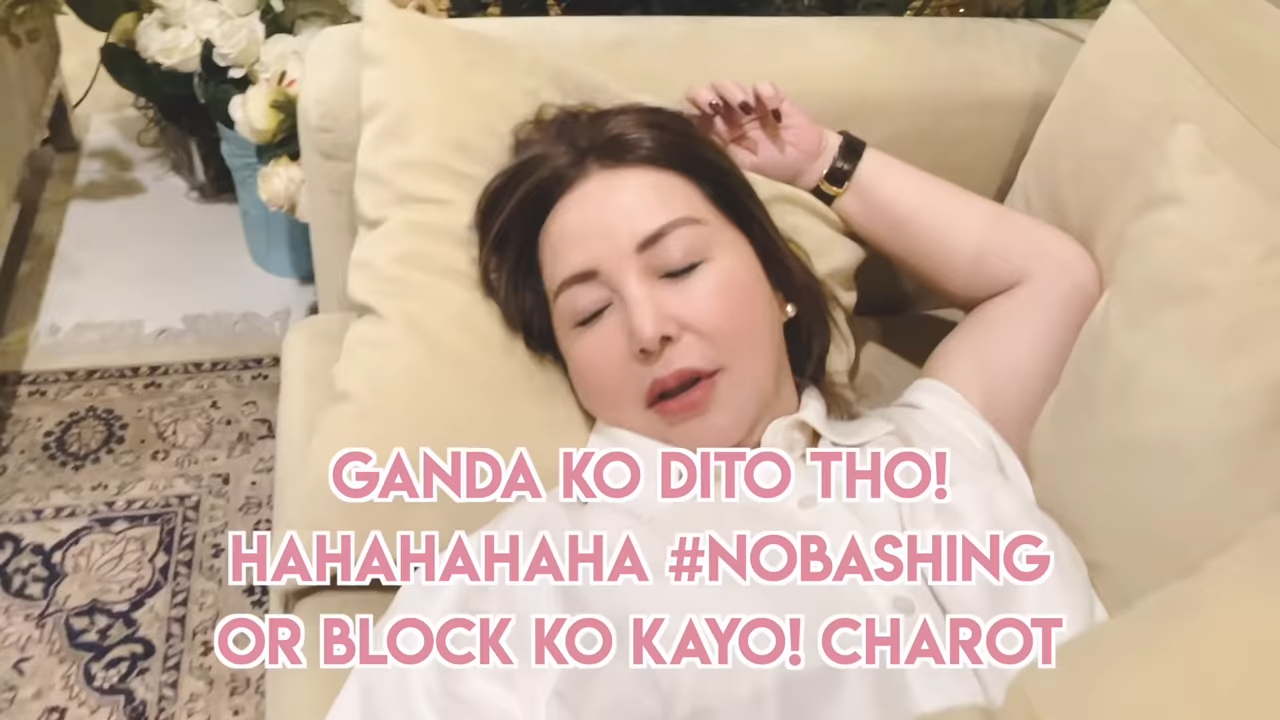 GANDA KO DITO THO!
HAHAHAHAHA #NOBASHING
OR BLOCK KO KAYO! CHAROT